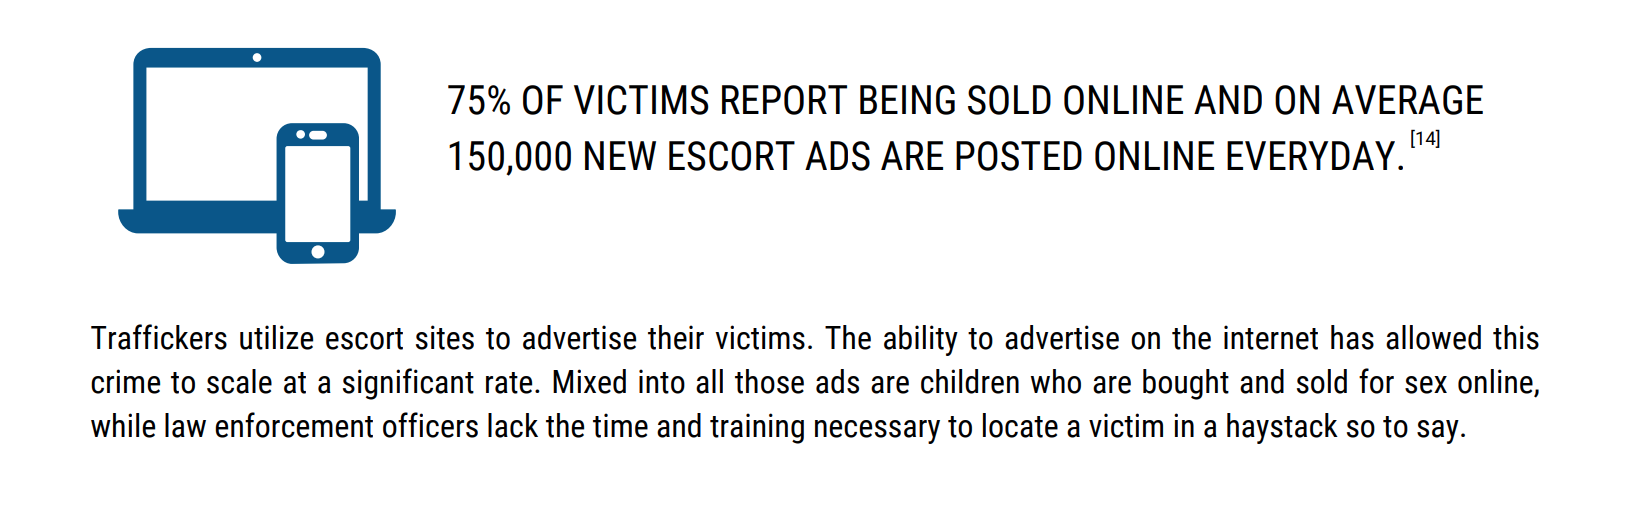 75% OF VICTIMS REPORT BEING SOLD ONLINE AND ON AVERAGE
150,000 NEW ESCORT ADS ARE POSTED ONLINE EVERYDAY. [14]
Traffickers utilize escort sites to advertise their victims. The ability to advertise on the internet has allowed this
crime to scale at a significant rate. Mixed into all those ads are children who are bought and sold for sex online,
while law enforcement officers lack the time and training necessary to locate a victim in a haystack so to say.